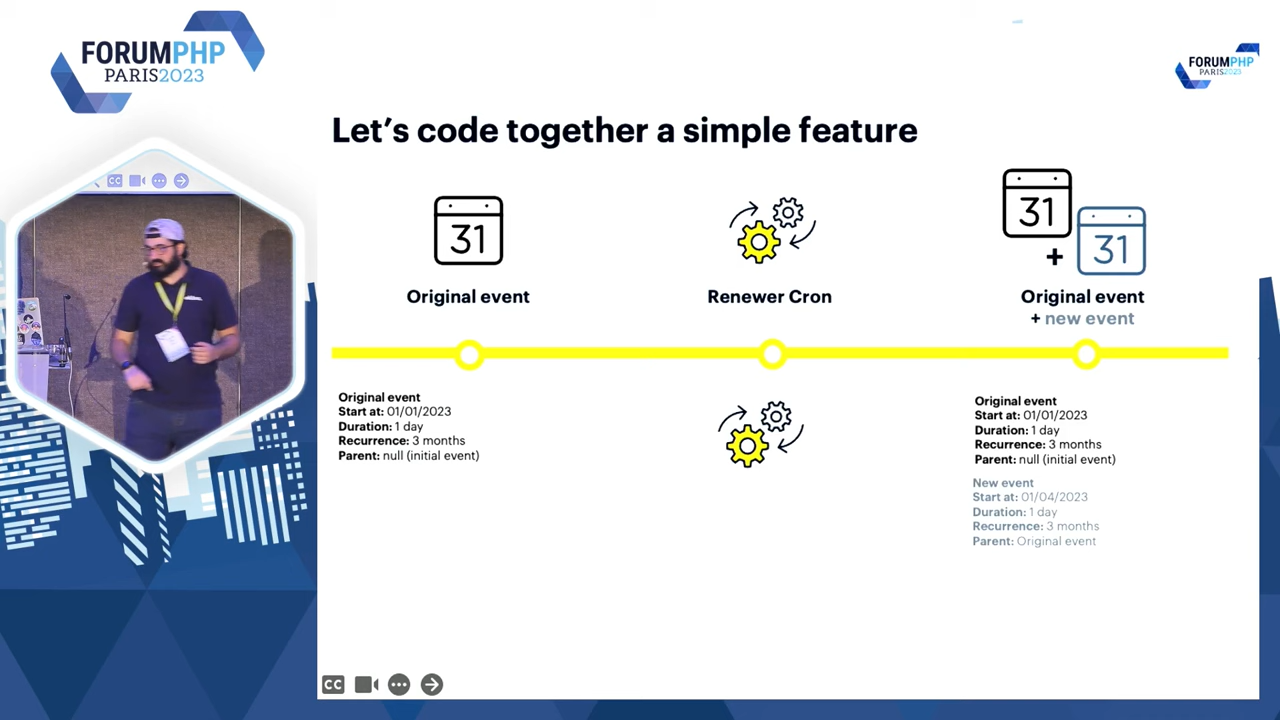 FORUMPHP
PARIS2023
FORUMPHP
PARIS2023
Let's code together a simple feature
31
31
31
+
Original event
Renewer Cron
Original event
+ new event
Original event
Start at: 01/01/2023
Duration: 1 day
Recurrence: 3 months
Parent: null (initial event)
Original event
Start at: 01/01/2023
Duration: 1 day
Recurrence: 3 months
Parent: null (initial event)
New event
Start at: 01/04/2023
Duration: 1 day
Recurrence: 3 months
Parent: Original event
CC
CC